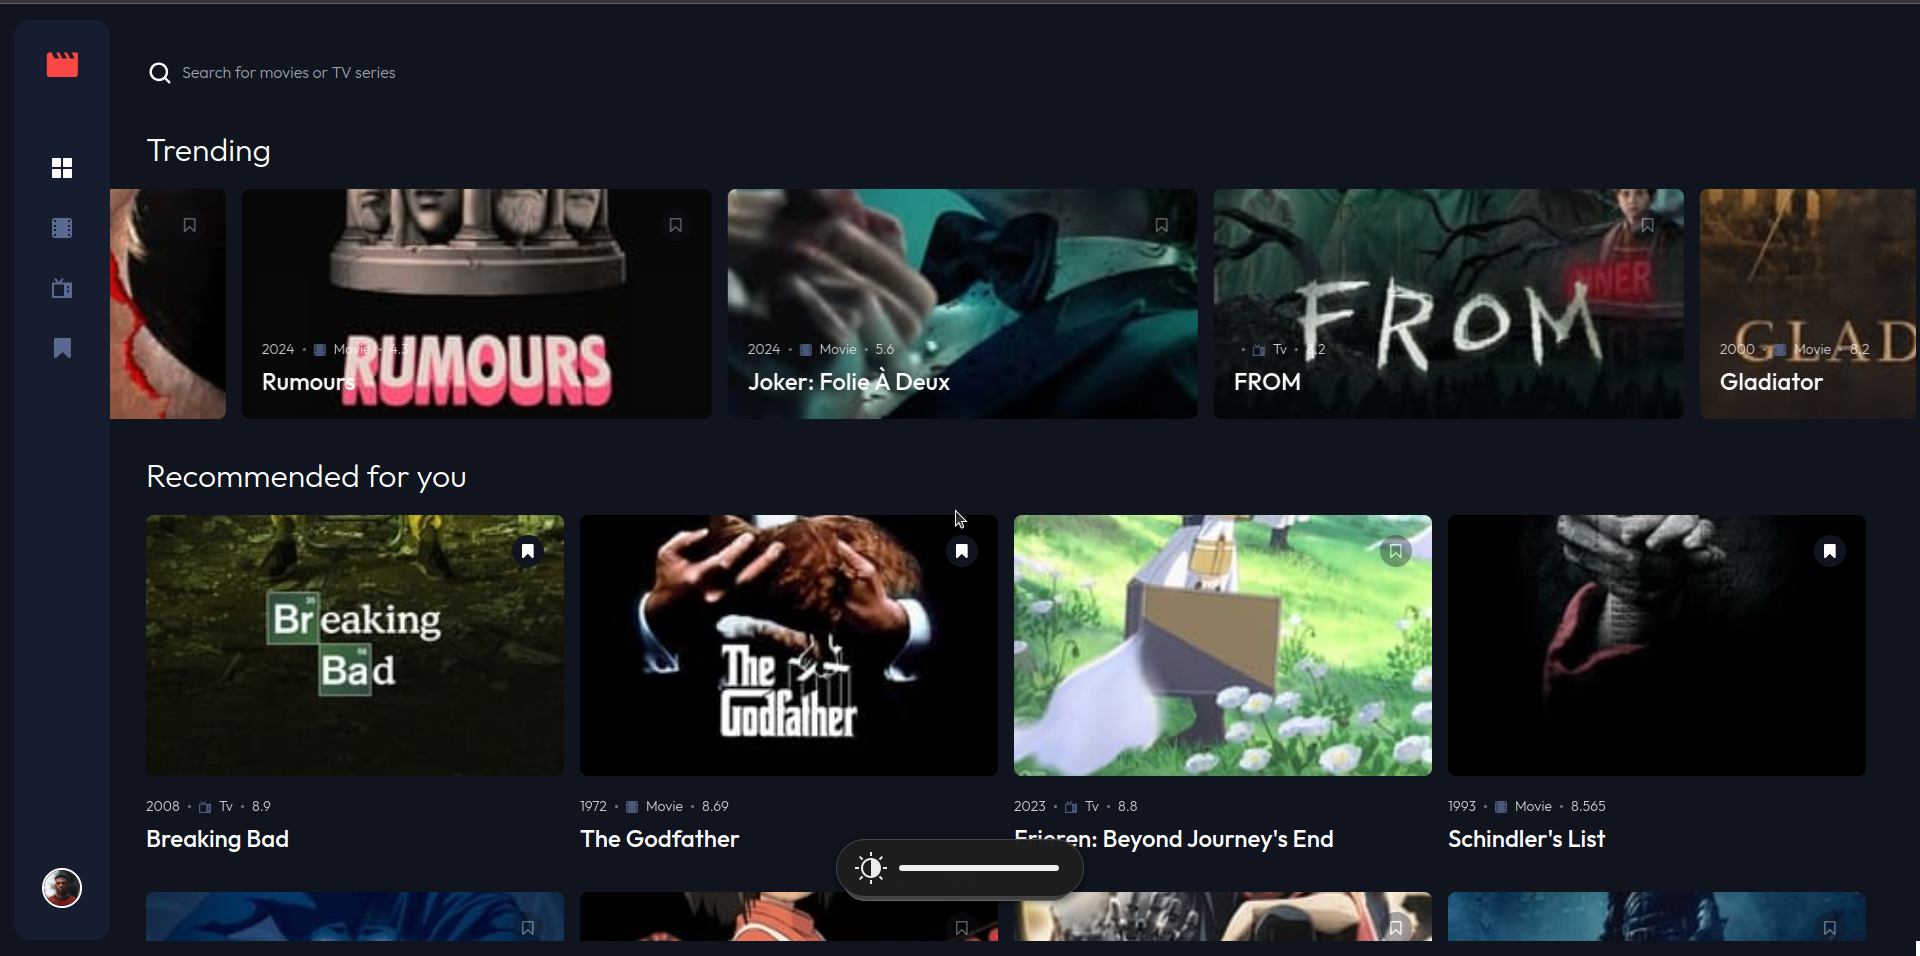 Search for movies or TV series
Trending
RUMOURS
2024 • Movie • 4.3
Rumours
2024 • Movie • 5.6
Joker: Folie À Deux
FROM
• Tv • 8.2
FROM
2000 • Movie • 8.2
Gladiator
Recommended for you
35
Breaking
56
Bad
The
Godfather
2008 • Tv • 8.9
Breaking Bad
1972 • Movie • 8.69
The Godfather
2023 • Tv • 8.8
Frieren: Beyond Journey's End
1993 • Movie • 8.565
Schindler's List